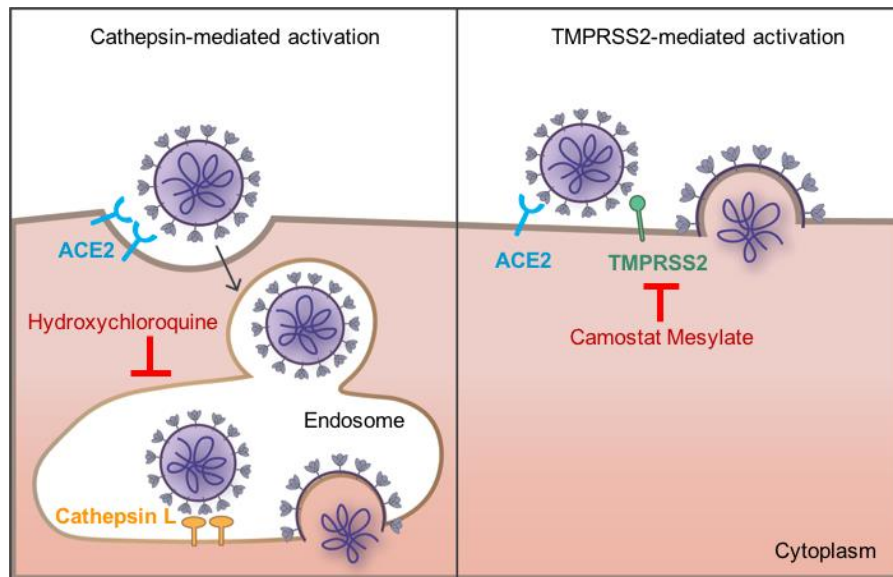 Cathepsin-mediated activation
ACE2
Hydroxychloroquine
Endosome
Cathepsin L
TMPRSS2-mediated activation
ACE2
TMPRSS2
Camostat Mesylate
Cytoplasm